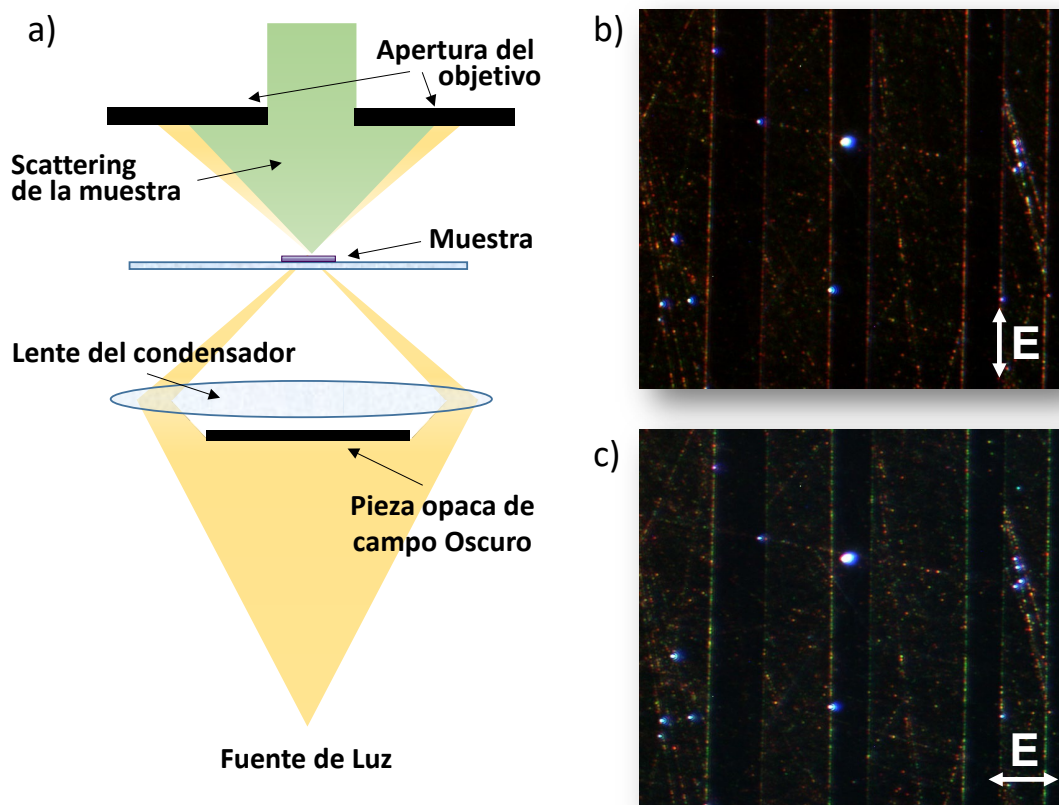 a)
Apertura del
objetivo
Scattering
de la muestra
Muestra
Lente del condensador
Pieza opaca de
campo Oscuro
Fuente de Luz
b)
E
c)
E